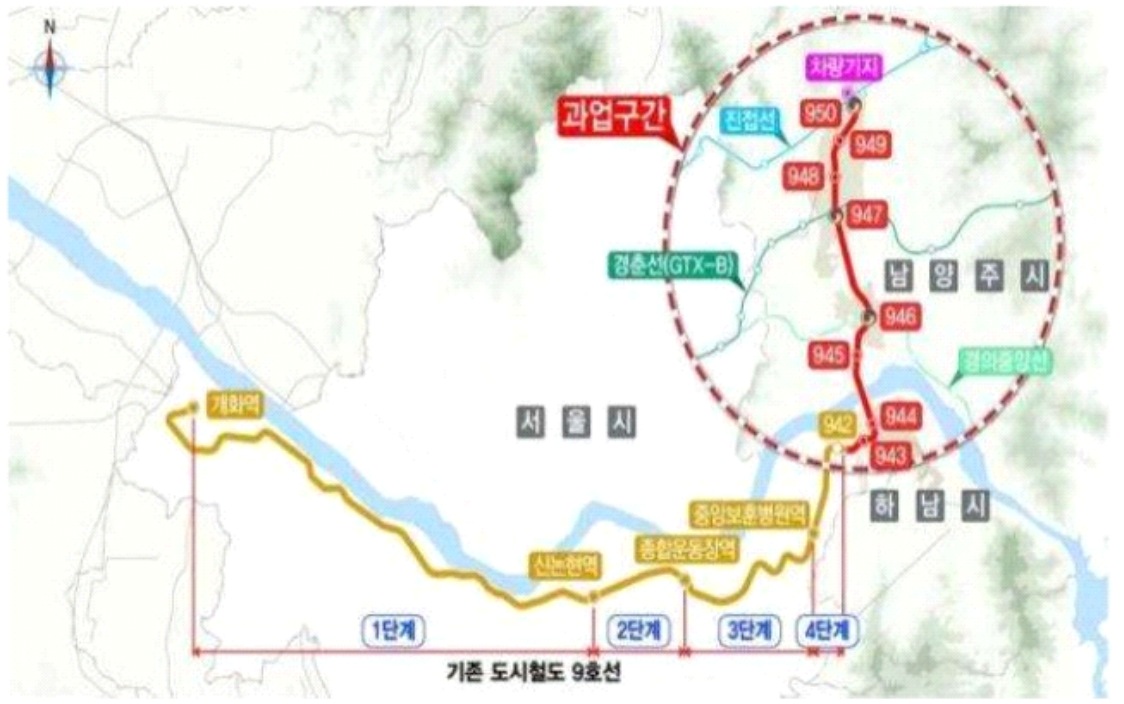 N
차량기지
950
과업구간
진접선
949
948
947
경춘선(GTX-B)
남양주시
946
945
경의중앙선
개화역
서울시
944
942
943
하남시
중앙보훈병원역
종합운동장역
신논현역
1단계
2단계
3단계
4단계
기존 도시철도 9호선